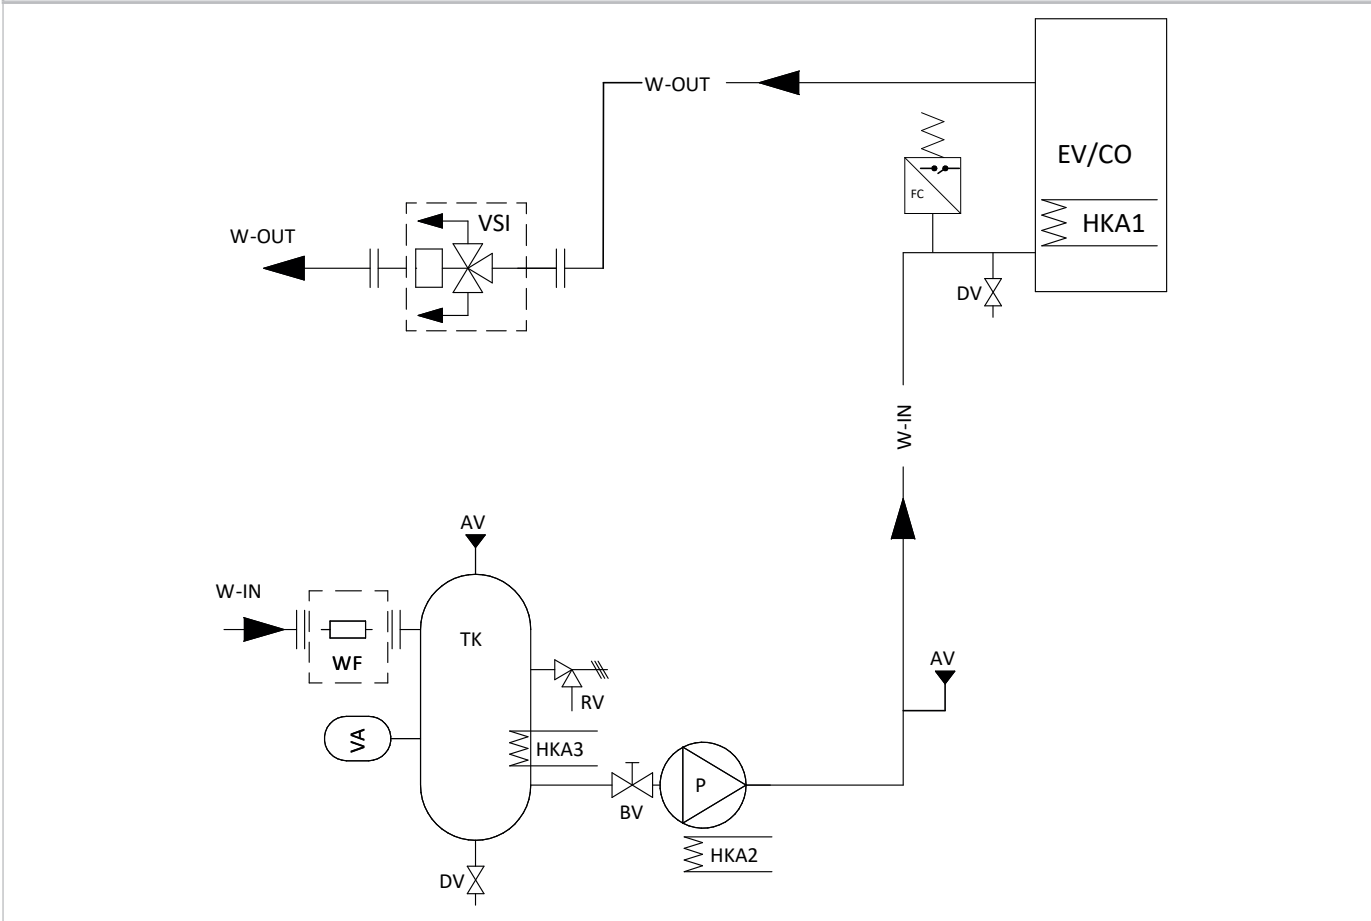 W-OUT
EV/CO
FC
VSI
HKA1
W-OUT
DV
W-IN
AV
W-IN
TK
WF
AV
RV
VA
HKA3
P
BV
HKA2
DV